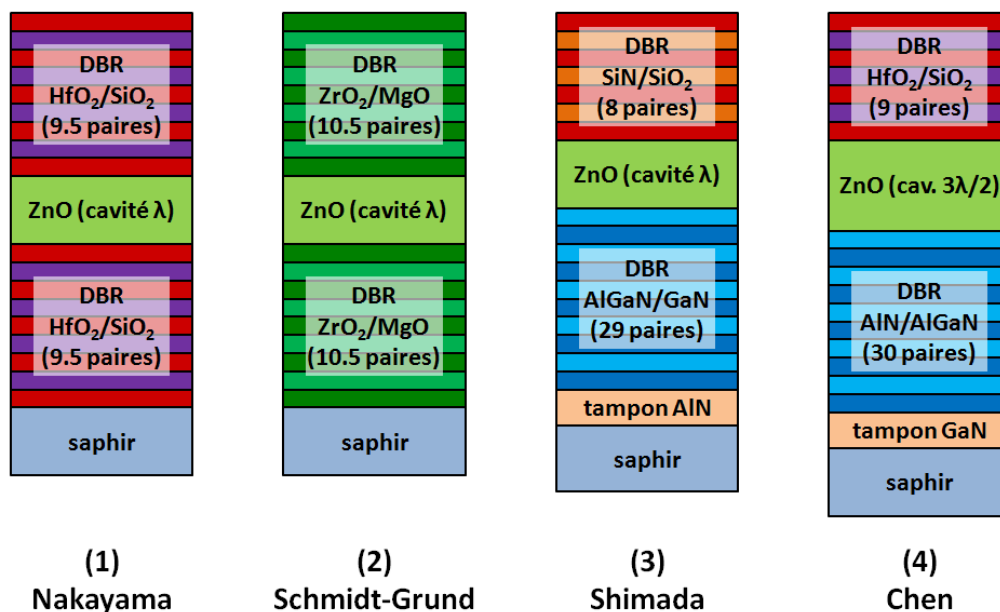 DBR
HfO₂/SiO₂
(9.5 paires)
ZnO (cavité λ)
DBR
HfO₂/SiO₂
(9.5 paires)
saphir
(1)
Nakayama
DBR
ZrO₂/MgO
(10.5 paires)
ZnO (cavité λ)
DBR
ZrO₂/MgO
(10.5 paires)
saphir
(2)
Schmidt-Grund
DBR
SiN/SiO₂
(8 paires)
ZnO (cavité λ)
DBR
AlGaN/GaN
(29 paires)
tampon AlN
saphir
(3)
Shimada
DBR
HfO₂/SiO₂
(9 paires)
ZnO (cav. 3λ/2)
DBR
AlN/AlGaN
(30 paires)
tampon GaN
saphir
(4)
Chen